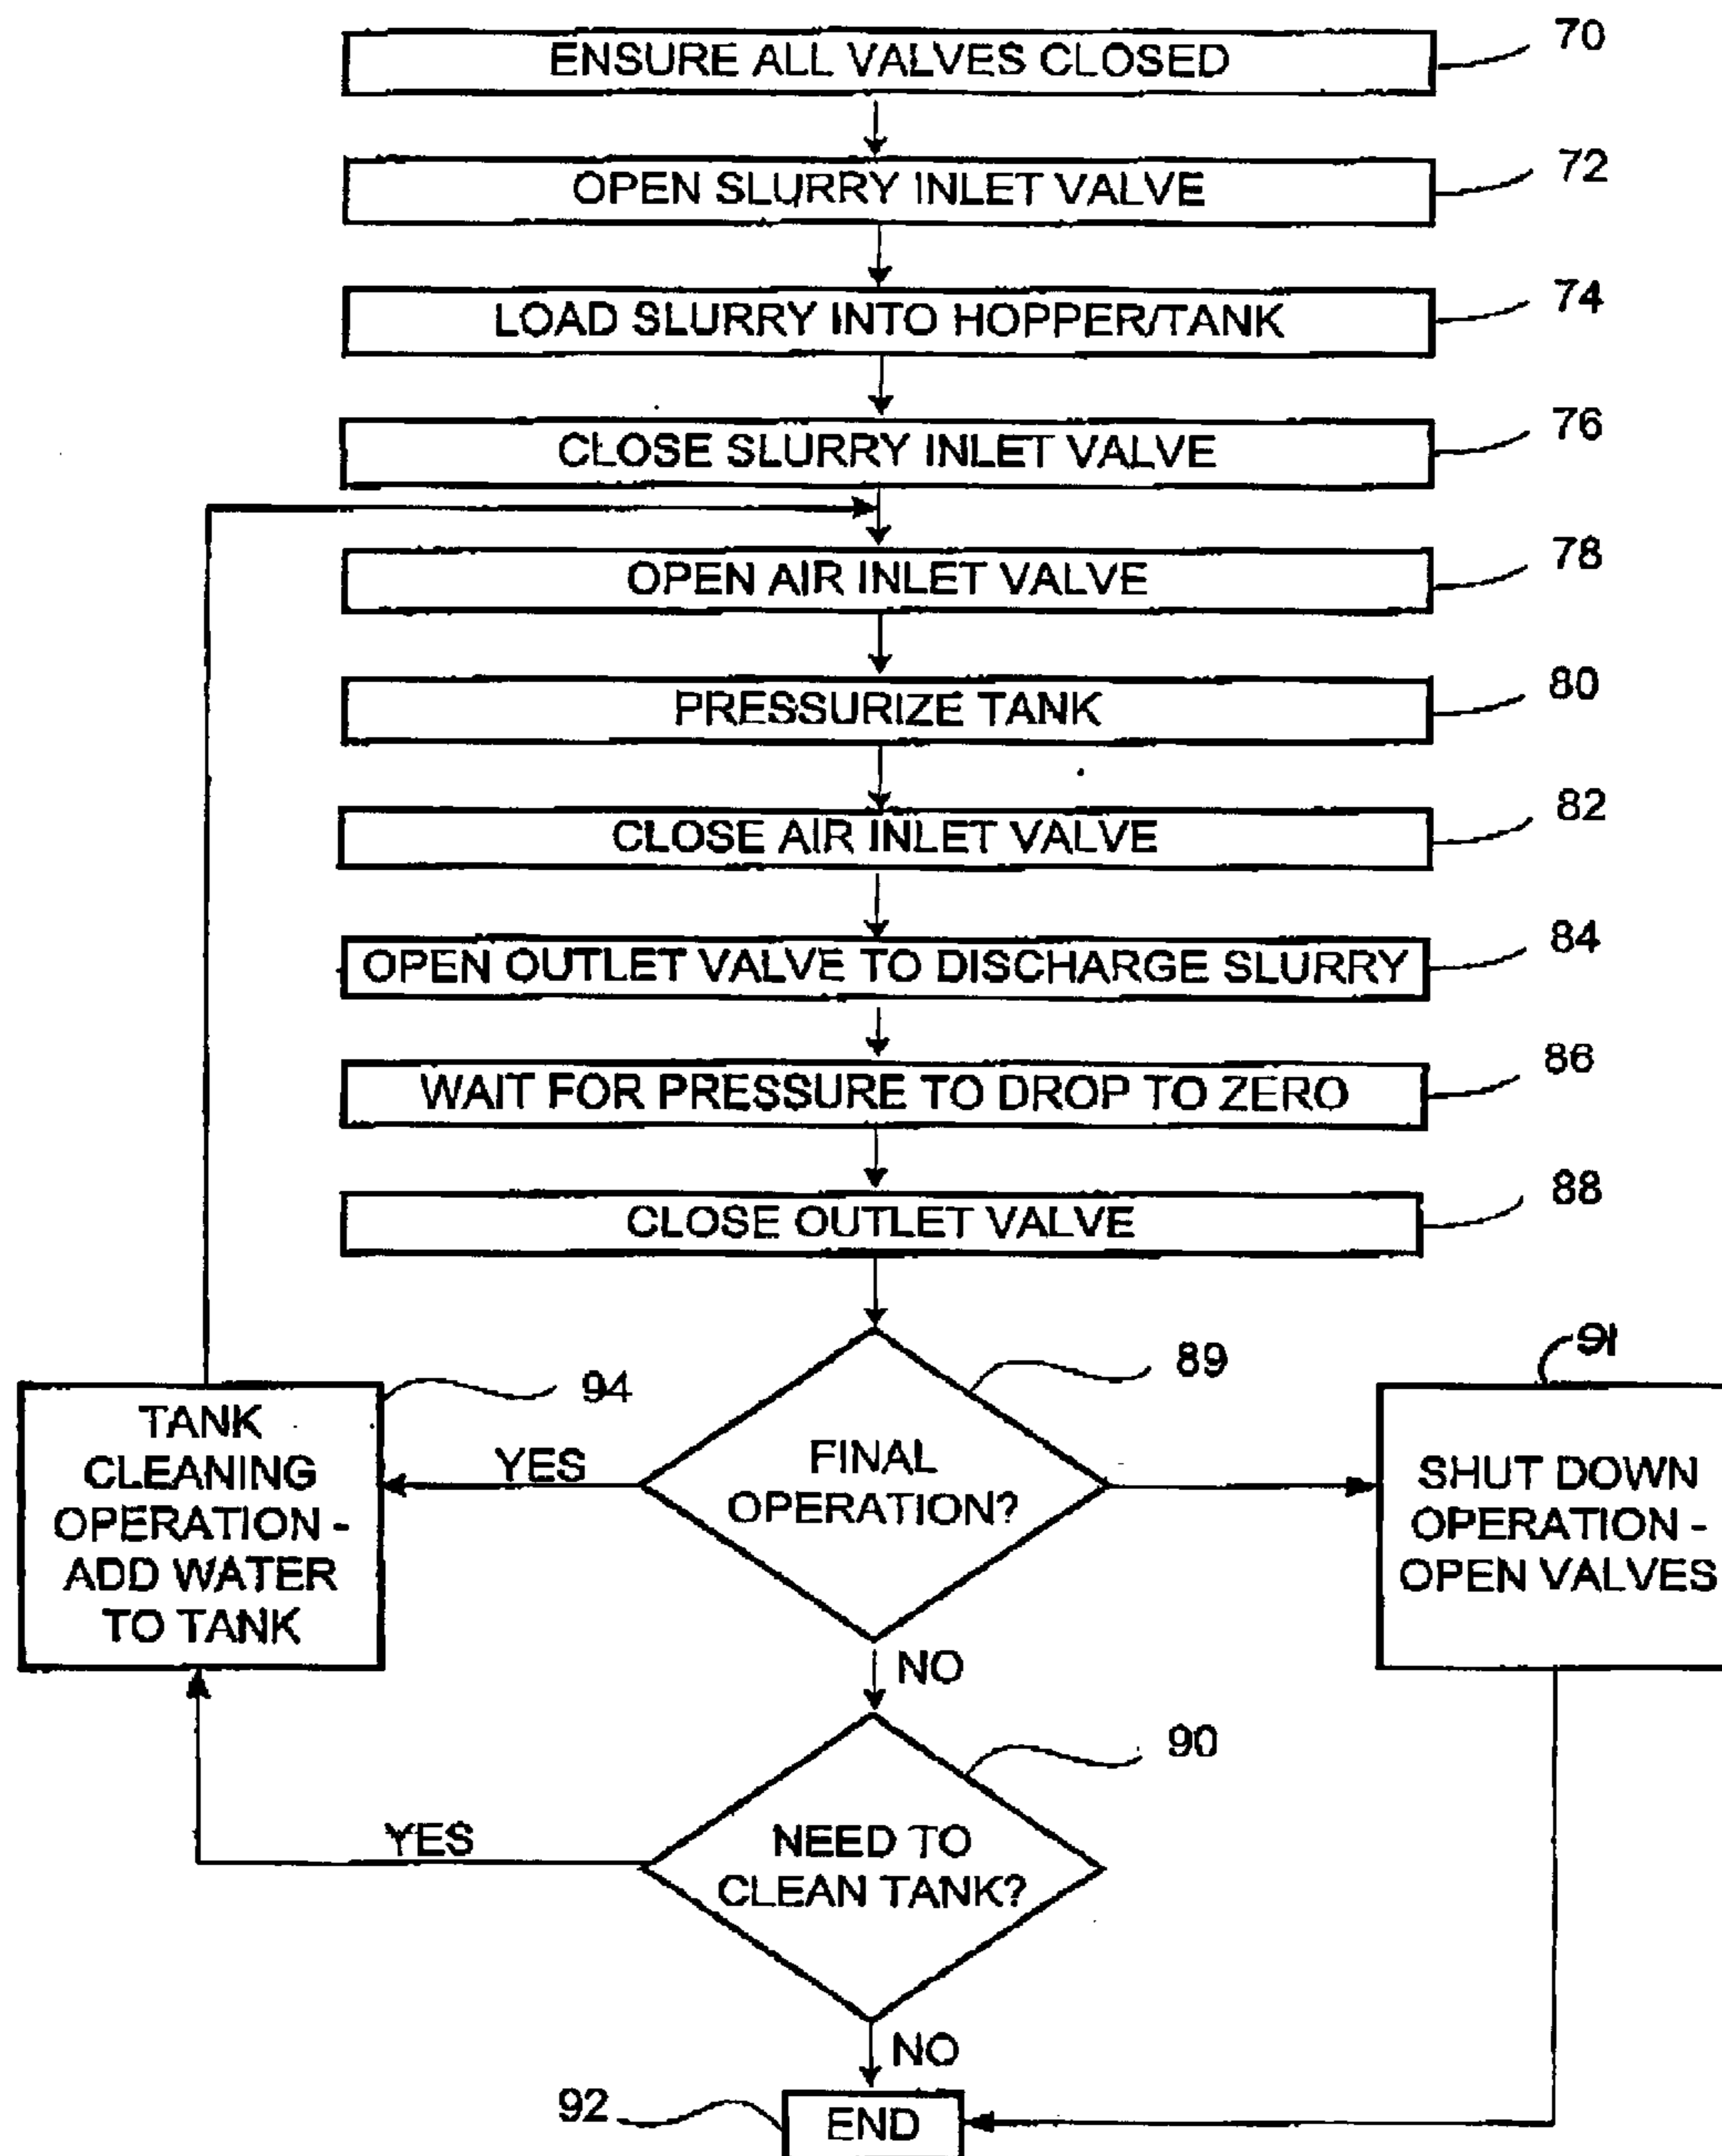 ENSURE ALL VALVES CLOSED
70
OPEN SLURRY INLET VALVE
72
LOAD SLURRY INTO HOPPER/TANK
74
CLOSE SLURRY INLET VALVE
76
OPEN AIR INLET VALVE
78
PRESSURIZE TANK
80
CLOSE AIR INLET VALVE
82
OPEN OUTLET VALVE TO DISCHARGE SLURRY
84
WAIT FOR PRESSURE TO DROP TO ZERO
86
CLOSE OUTLET VALVE
88
TANK
CLEANING
OPERATION -
ADD WATER
TO TANK
94
YES
FINAL
OPERATION?
89
91
SHUT DOWN
OPERATION -
OPEN VALVES
NO
90
YES
NEED TO
CLEAN TANK?
NO
92
END